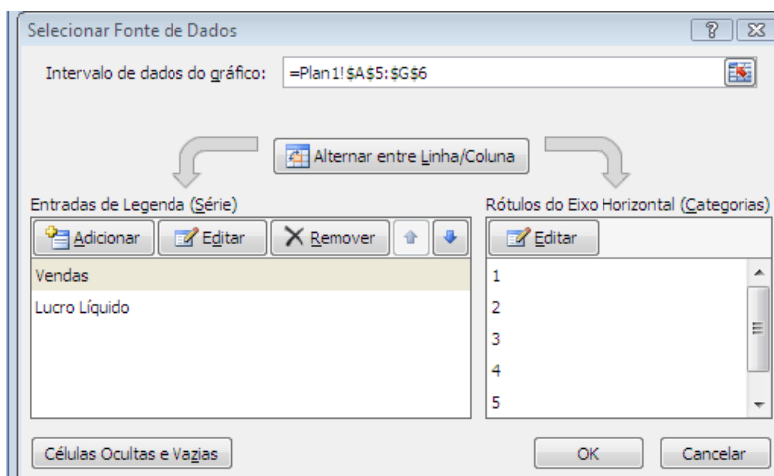 Selecionar Fonte de Dados
Intervalo de dados do gráfico: =Plan1!$A$5:$G$6
Alternar entre Linha/Coluna
Entradas de Legenda (Série)
Adicionar Editar Remover
Vendas
Lucro Líquido
Rótulos do Eixo Horizontal (Categorias)
Editar
1
2
3
4
5
Células Ocultas e Vazias
OK Cancelar